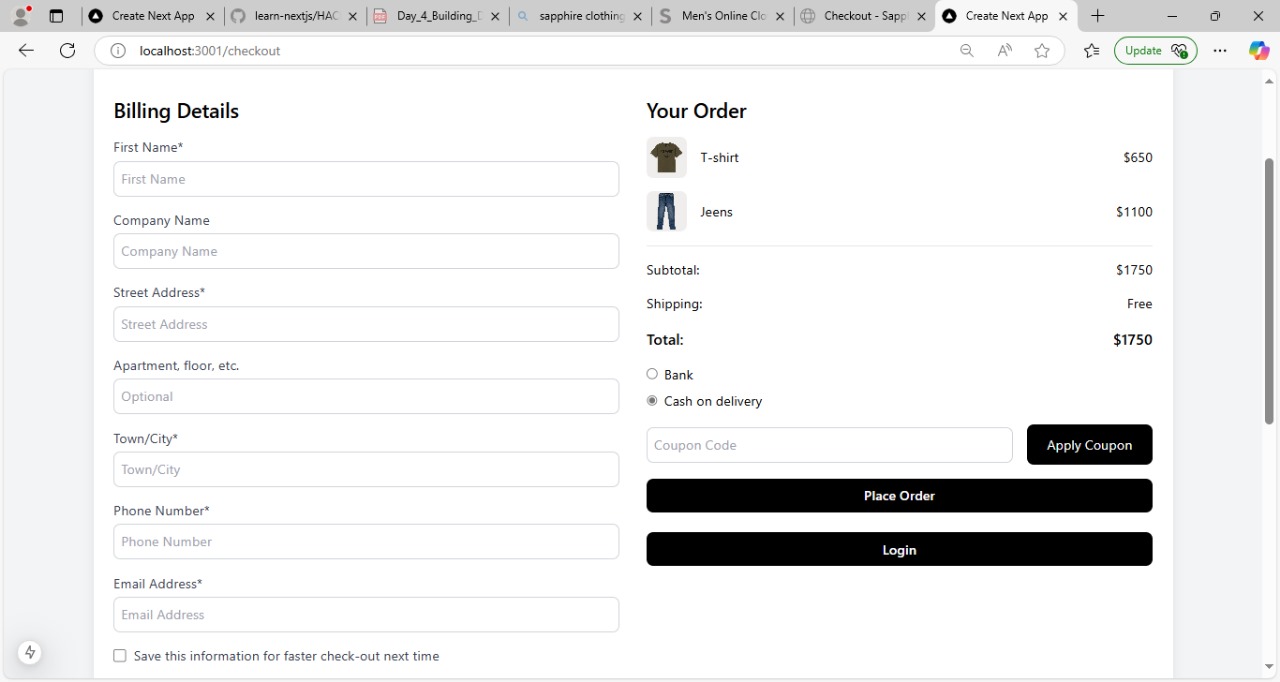 Create Next App
learn-nextjs/HAC
Day_4_Building_D
sapphire clothing
Men's Online Clo
Checkout - Sappi
Create Next App
localhost:3001/checkout
Update
Billing Details
First Name*
First Name
Company Name
Company Name
Street Address*
Street Address
Apartment, floor, etc.
Optional
Town/City*
Town/City
Phone Number*
Phone Number
Email Address*
Email Address
Save this information for faster check-out next time
Your Order
T-shirt $650
Jeens $1100
Subtotal: $1750
Shipping: Free
Total: $1750
Bank
Cash on delivery
Coupon Code Apply Coupon
Place Order
Login